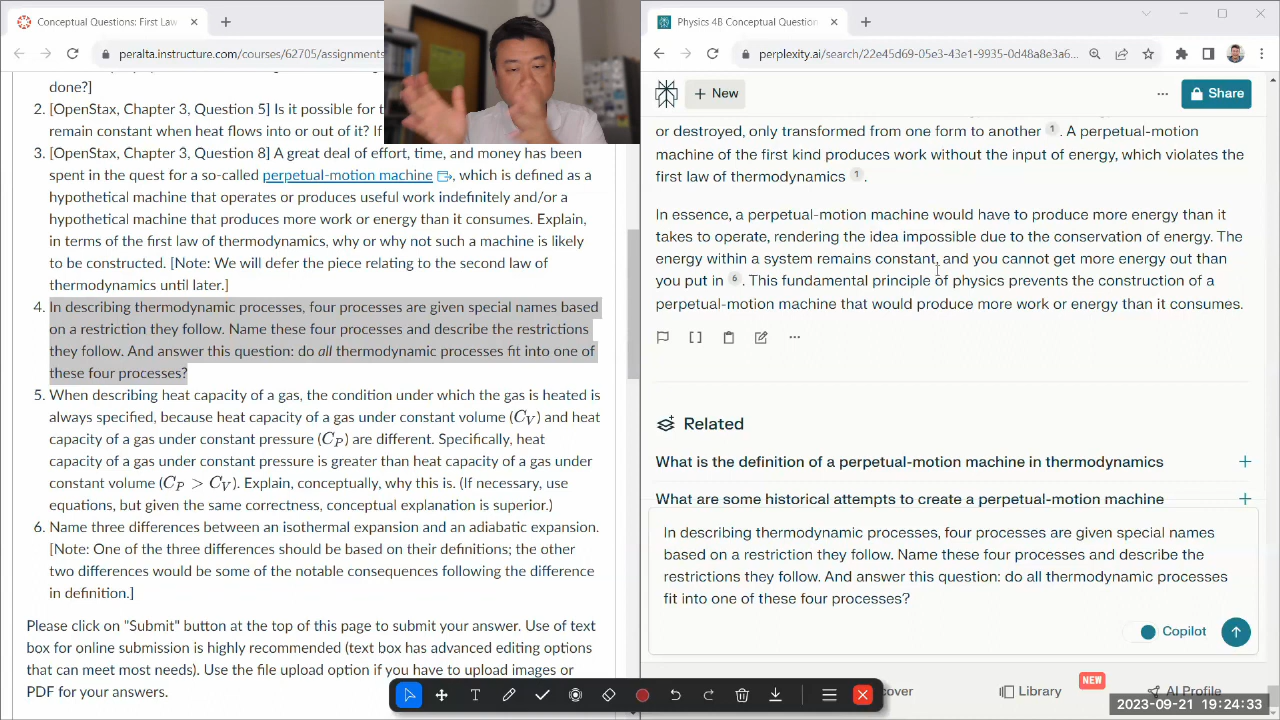 Conceptual Questions: First Law
peralta.instructure.com/courses/62705/assignments
done?]
2. [OpenStax, Chapter 3, Question 5] Is it possible for t
remain constant when heat flows into or out of it? If
3. [OpenStax, Chapter 3, Question 8] A great deal of effort, time, and money has been
spent in the quest for a so-called perpetual-motion machine, which is defined as a
hypothetical machine that operates or produces useful work indefinitely and/or a
hypothetical machine that produces more work or energy than it consumes. Explain,
in terms of the first law of thermodynamics, why or why not such a machine is likely
to be constructed. [Note: We will defer the piece relating to the second law of
thermodynamics until later.]
4. In describing thermodynamic processes, four processes are given special names based
on a restriction they follow. Name these four processes and describe the restrictions
they follow. And answer this question: do all thermodynamic processes fit into one of
these four processes?
5. When describing heat capacity of a gas, the condition under which the gas is heated is
always specified, because heat capacity of a gas under constant volume (C_V) and heat
capacity of a gas under constant pressure (C_P) are different. Specifically, heat
capacity of a gas under constant pressure is greater than heat capacity of a gas under
constant volume (C_P > C_V). Explain, conceptually, why this is. (If necessary, use
equations, but given the same correctness, conceptual explanation is superior.)
6. Name three differences between an isothermal expansion and an adiabatic expansion.
[Note: One of the three differences should be based on their definitions; the other
two differences would be some of the notable consequences following the difference
in definition.]
Please click on "Submit" button at the top of this page to submit your answer. Use of text
box for online submission is highly recommended (text box has advanced editing options
that can meet most needs). Use the file upload option if you have to upload images or
PDF for your answers.
Physics 4B Conceptual Question
perplexity.ai/search/22e45d69-05e3-43e1-9935-0d48a8e3a6...
New
Share
or destroyed, only transformed from one form to another 1. A perpetual-motion
machine of the first kind produces work without the input of energy, which violates the
first law of thermodynamics 1.
In essence, a perpetual-motion machine would have to produce more energy than it
takes to operate, rendering the idea impossible due to the conservation of energy. The
energy within a system remains constant, and you cannot get more energy out than
you put in 6. This fundamental principle of physics prevents the construction of a
perpetual-motion machine that would produce more work or energy than it consumes.
Related
What is the definition of a perpetual-motion machine in thermodynamics
What are some historical attempts to create a perpetual-motion machine
In describing thermodynamic processes, four processes are given special names
based on a restriction they follow. Name these four processes and describe the
restrictions they follow. And answer this question: do all thermodynamic processes
fit into one of these four processes?
Copilot
cover
Library
NEW
AI Profile
2023-09-21 19:24:33